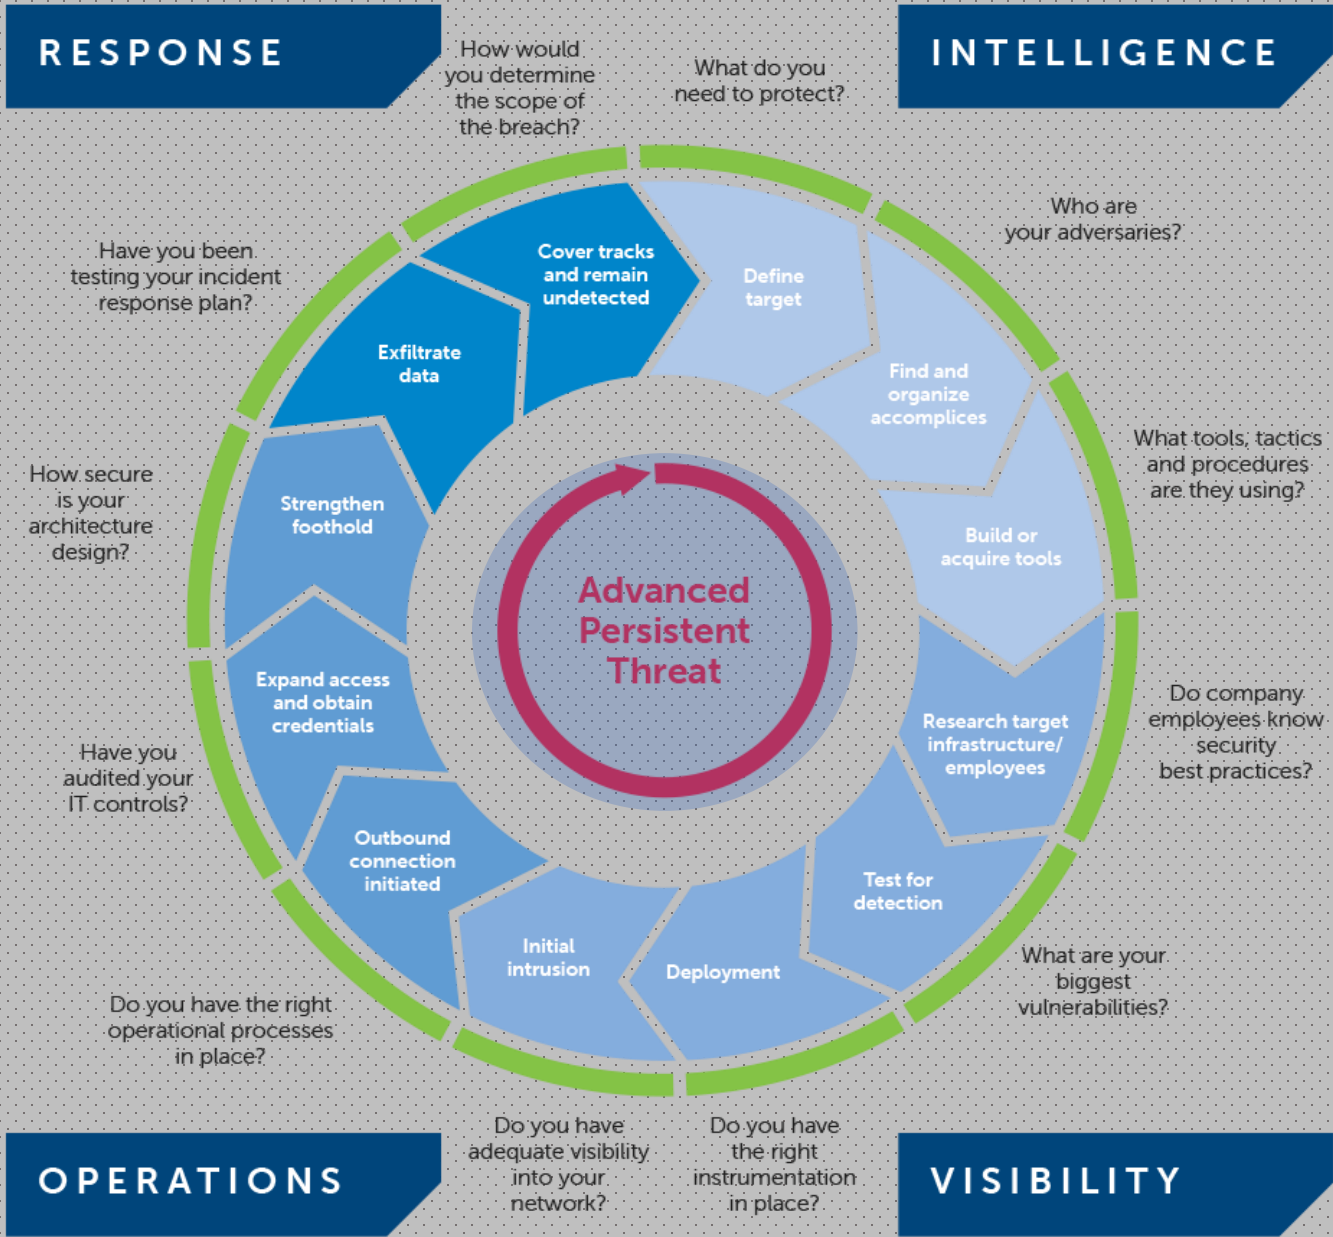 RESPONSE
INTELLIGENCE
How would
you determine
the scope of
the breach?
What do you
need to protect?
Who are
your adversaries?
What tools, tactics
and procedures
are they using?
Do company
employees know
security
best practices?
What are your
biggest
vulnerabilities?
Do you have
the right
instrumentation
in place?
Do you have
adequate visibility
into your
network?
Do you have the right
operational processes
in place?
Have you
audited your
IT controls?
How secure
is your
architecture
design?
Have you been
testing your incident
response plan?
Define
target
Find and
organize
accomplices
Build or
acquire tools
Research target
infrastructure/
employees
Test for
detection
Deployment
Initial
intrusion
Outbound
connection
initiated
Expand access
and obtain
credentials
Strengthen
foothold
Exfiltrate
data
Cover tracks
and remain
undetected
Advanced
Persistent
Threat
OPERATIONS
VISIBILITY